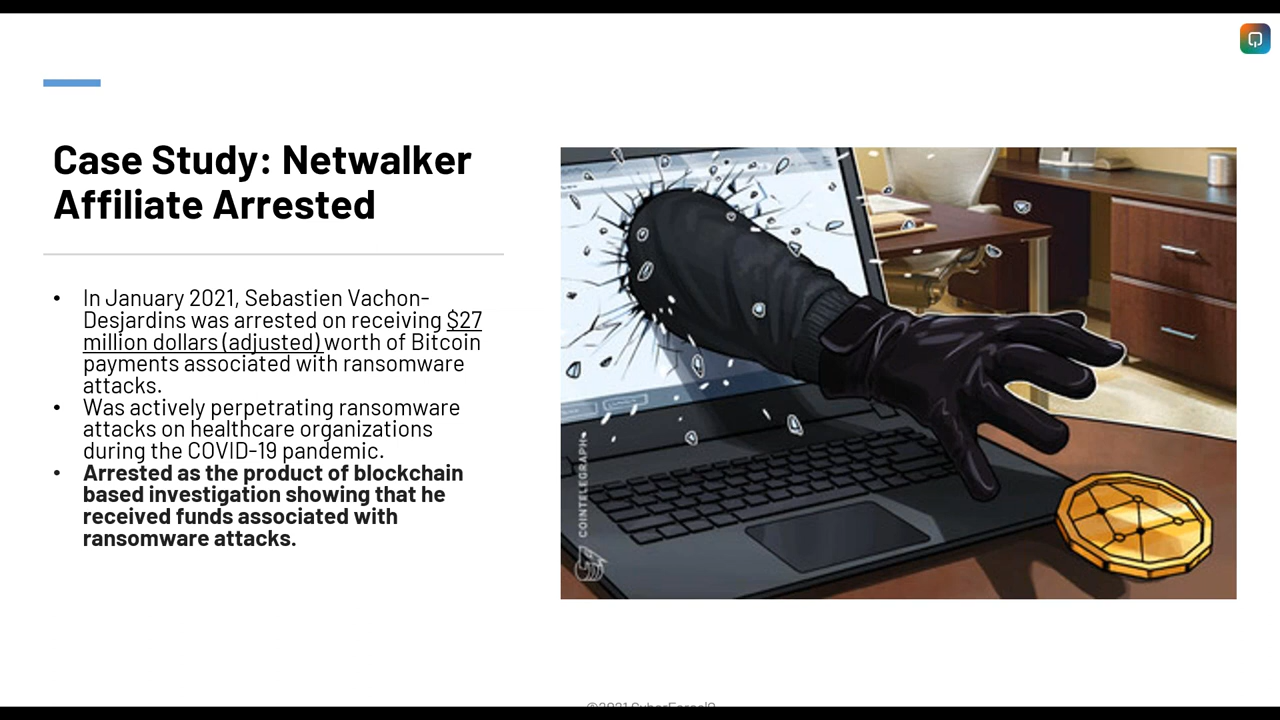 Case Study: Netwalker
Affiliate Arrested
• In January 2021, Sebastien Vachon-
Desjardins was arrested on receiving $27
million dollars (adjusted) worth of Bitcoin
payments associated with ransomware
attacks.
• Was actively perpetrating ransomware
attacks on healthcare organizations
during the COVID-19 pandemic.
• Arrested as the product of blockchain
based investigation showing that he
received funds associated with
ransomware attacks.
COINTELEGRAPH